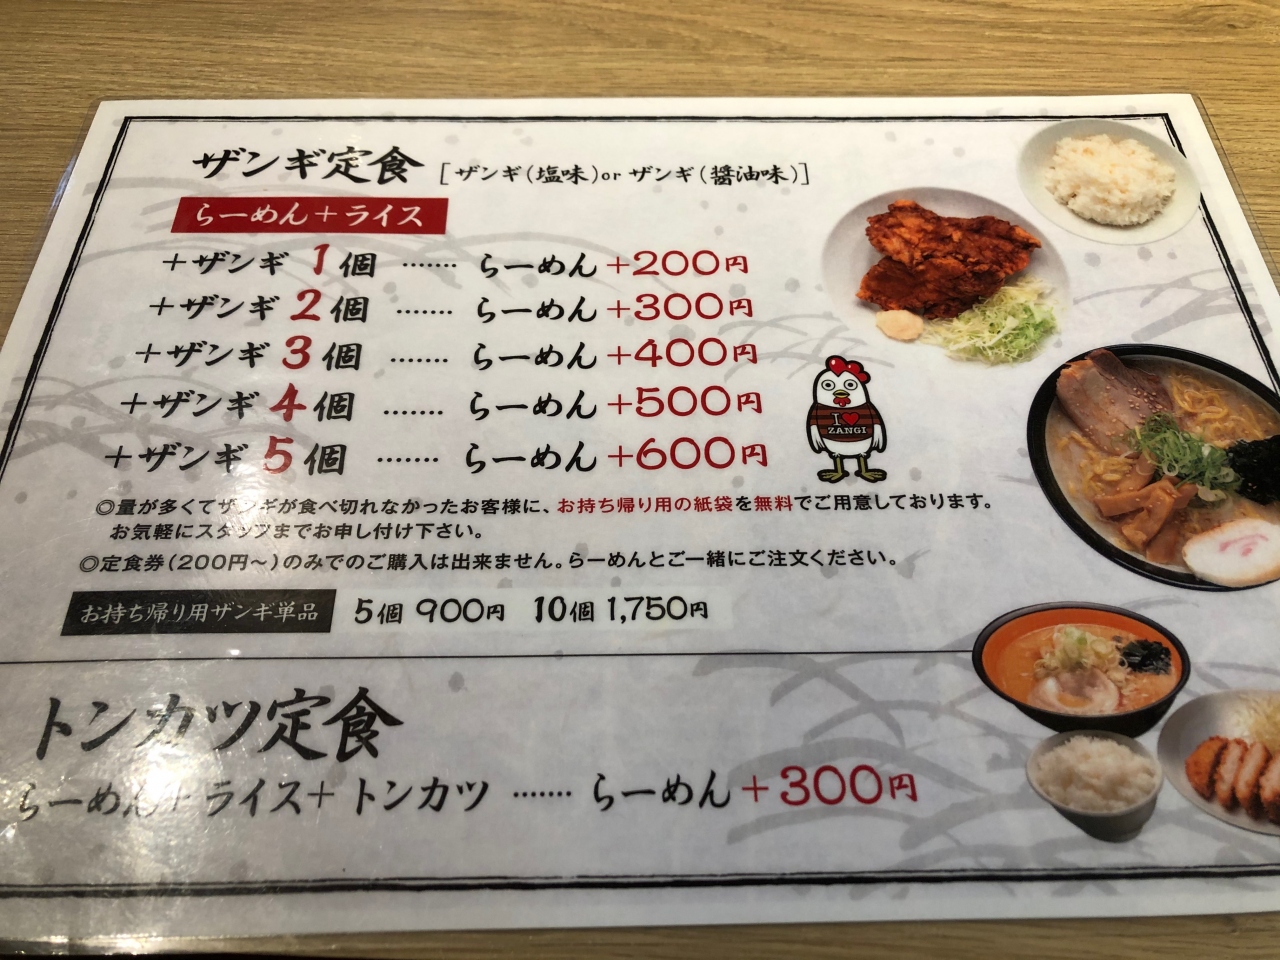 ザンギ定食 [ザンギ(塩味)or ザンギ(醤油味)]
らーめん＋ライス
＋ザンギ 1 個 ……. らーめん＋200円
＋ザンギ 2 個 ……. らーめん＋300円
＋ザンギ 3 個 ……. らーめん＋400円
＋ザンギ 4 個 ……. らーめん＋500円
＋ザンギ 5 個 ……. らーめん＋600円
I ♥
ZANGI
◎量が多くてザンギが食べ切れなかったお客様に、お持ち帰り用の紙袋を無料でご用意しております。
お気軽にスタッフまでお申し付け下さい。
◎定食券(200円〜)のみでのご購入は出来ません。らーめんとご一緒にご注文ください。
お持ち帰り用ザンギ単品 5個 900円 10個 1,750円
トンカツ定食
らーめん＋ライス＋トンカツ ……. らーめん＋300円